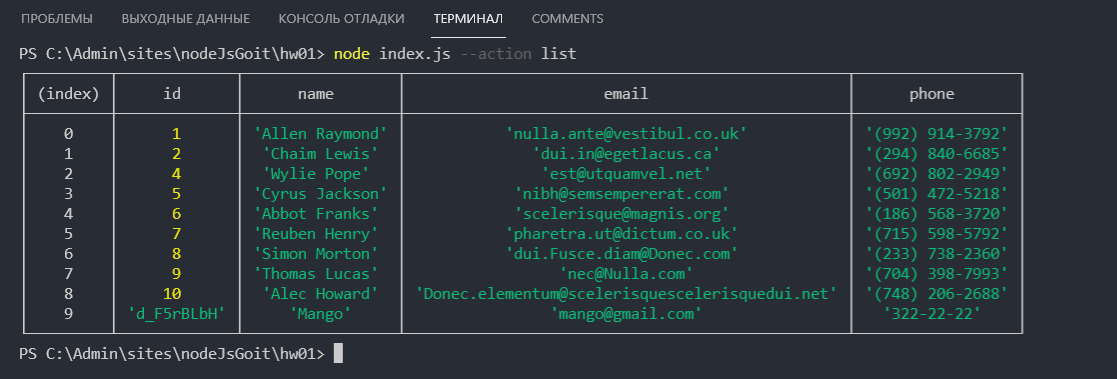 ПРОБЛЕМЫ ВЫХОДНЫЕ ДАННЫЕ КОНСОЛЬ ОТЛАДКИ ТЕРМИНАЛ COMMENTS
PS C:\Admin\sites\nodeJsGoit\hw01> node index.js --action list
(index) id name email phone
0 1 'Allen Raymond' 'nulla.ante@vestibul.co.uk' '(992) 914-3792'
1 2 'Chaim Lewis' 'dui.in@egetlacus.ca' '(294) 840-6685'
2 4 'Wylie Pope' 'est@utquamvel.net' '(692) 802-2949'
3 5 'Cyrus Jackson' 'nibh@semsempererat.com' '(501) 472-5218'
4 6 'Abbot Franks' 'scelerisque@magnis.org' '(186) 568-3720'
5 7 'Reuben Henry' 'pharetra.ut@dictum.co.uk' '(715) 598-5792'
6 8 'Simon Morton' 'dui.Fusce.diam@Donec.com' '(233) 738-2360'
7 9 'Thomas Lucas' 'nec@Nulla.com' '(704) 398-7993'
8 10 'Alec Howard' 'Donec.elementum@scelerisquescelerisquedui.net' '(748) 206-2688'
9 'd_F5rBLbH' 'Mango' 'mango@gmail.com' '322-22-22'
PS C:\Admin\sites\nodeJsGoit\hw01>